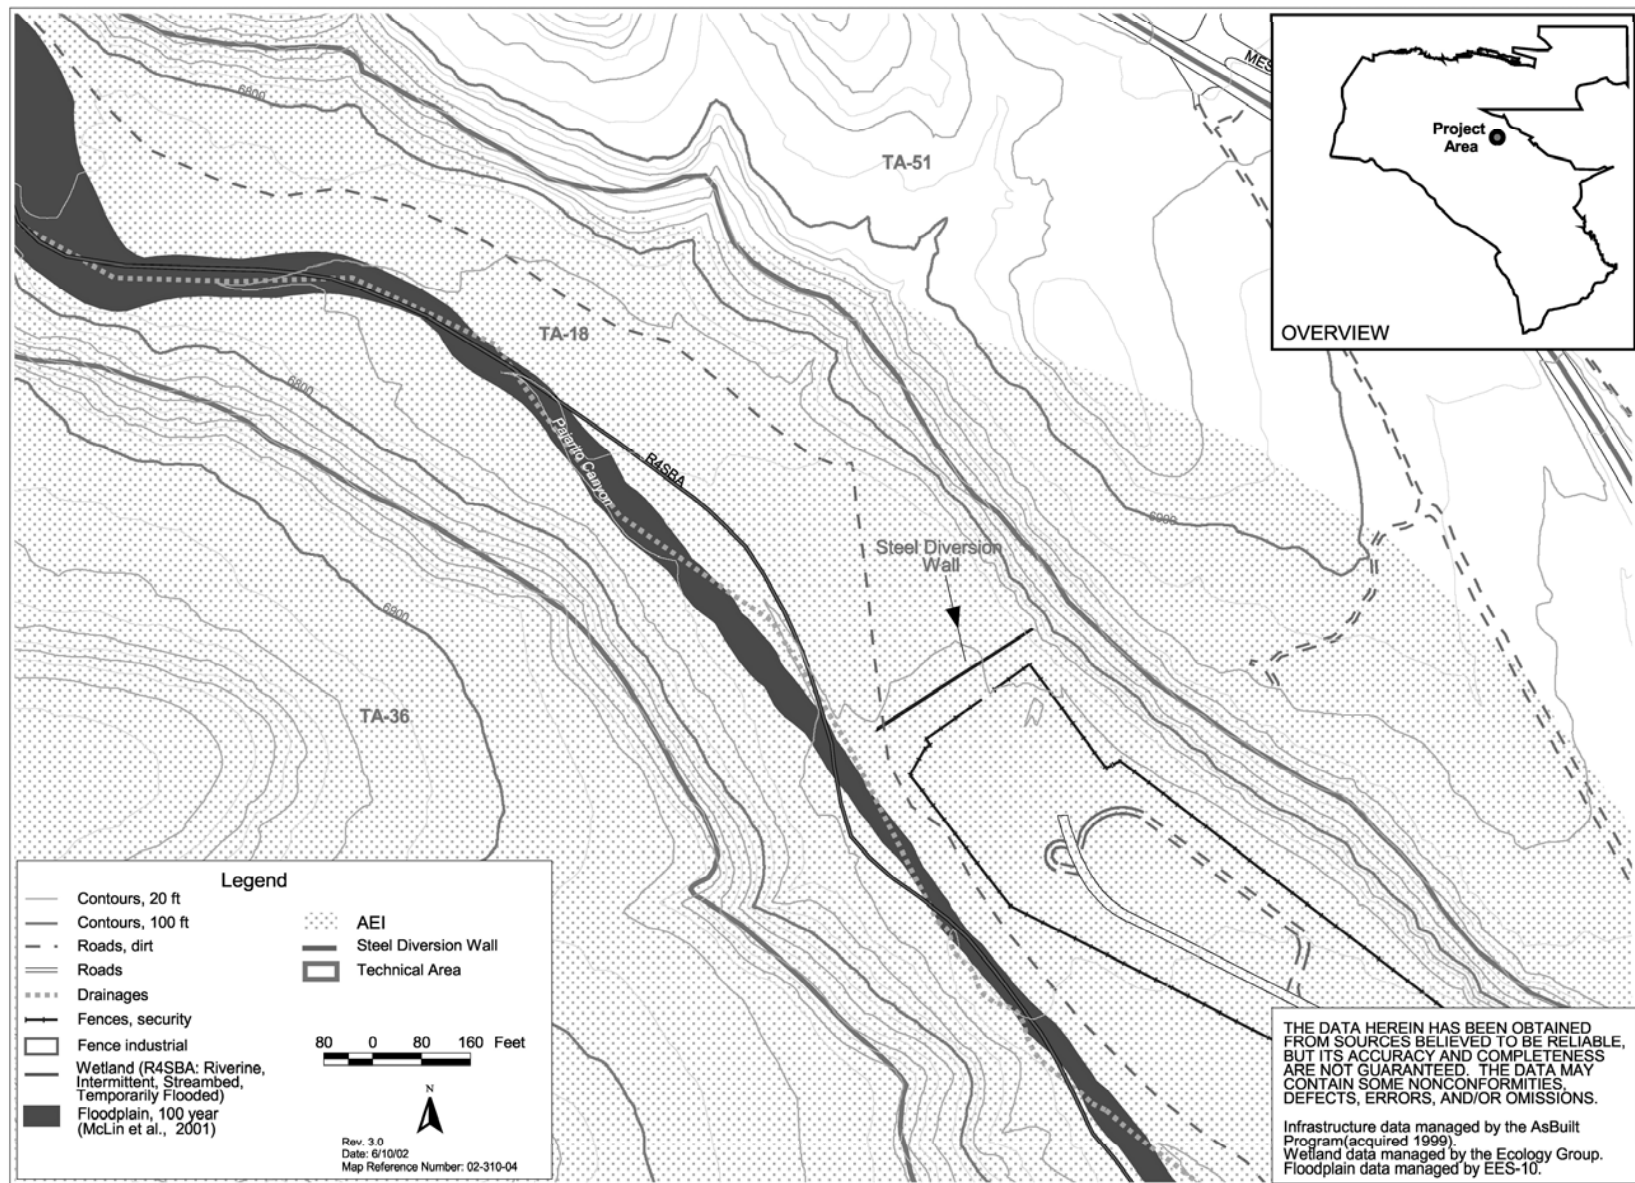 MES
6800
TA-51
Project
Area
OVERVIEW
TA-18
6800
Pajarito Canyon
R4SBA
6900
Steel Diversion
Wall
6900
TA-36
Legend
Contours, 20 ft
Contours, 100 ft
Roads, dirt
Roads
Drainages
Fences, security
Fence industrial
Wetland (R4SBA: Riverine,
Intermittent, Streambed,
Temporarily Flooded)
Floodplain, 100 year
(McLin et al., 2001)
AEI
Steel Diversion Wall
Technical Area
80 0 80 160 Feet
N
Rev. 3.0
Date: 6/10/02
Map Reference Number: 02-310-04
THE DATA HEREIN HAS BEEN OBTAINED
FROM SOURCES BELIEVED TO BE RELIABLE,
BUT ITS ACCURACY AND COMPLETENESS
ARE NOT GUARANTEED. THE DATA MAY
CONTAIN SOME NONCONFORMITIES,
DEFECTS, ERRORS, AND/OR OMISSIONS.
Infrastructure data managed by the AsBuilt
Program(acquired 1999).
Wetland data managed by the Ecology Group.
Floodplain data managed by EES-10.